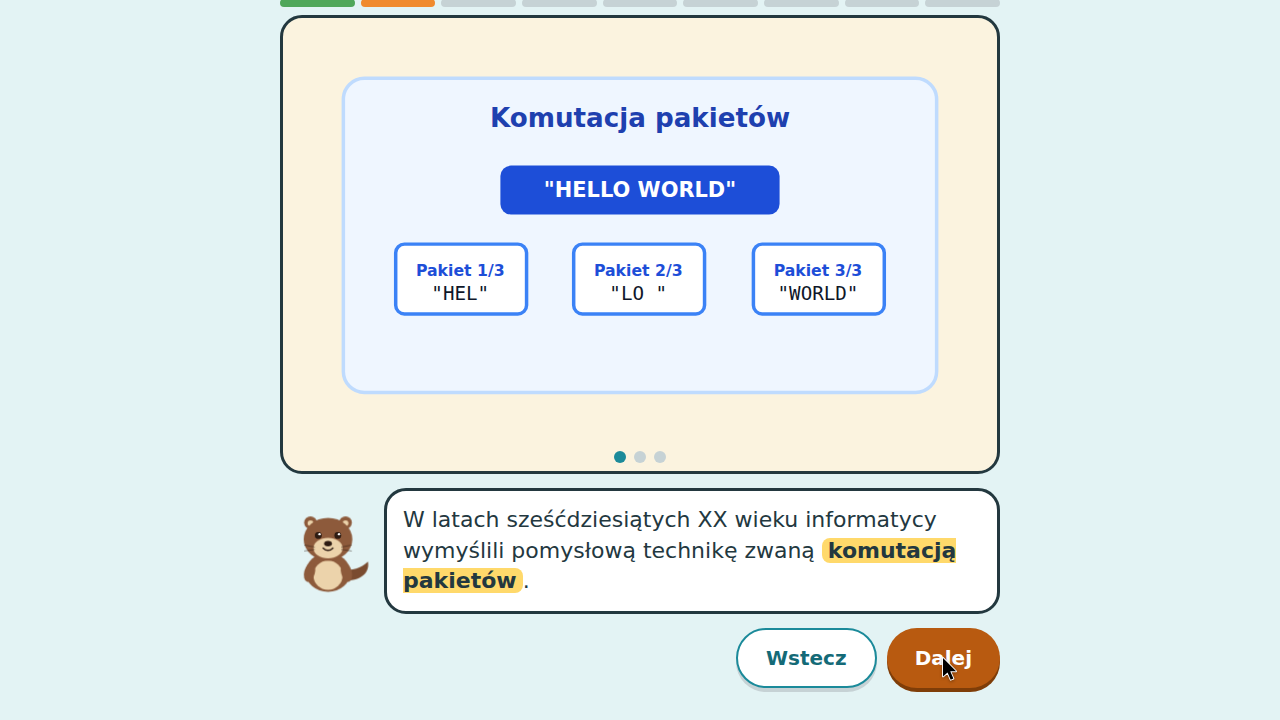 Komutacja pakietów
"HELLO WORLD"
Pakiet 1/3
"HEL"
Pakiet 2/3
"LO "
Pakiet 3/3
"WORLD"
W latach sześćdziesiątych XX wieku informatycy
wymyślili pomysłową technikę zwaną komutacją
pakietów.
Wstecz
Dalej